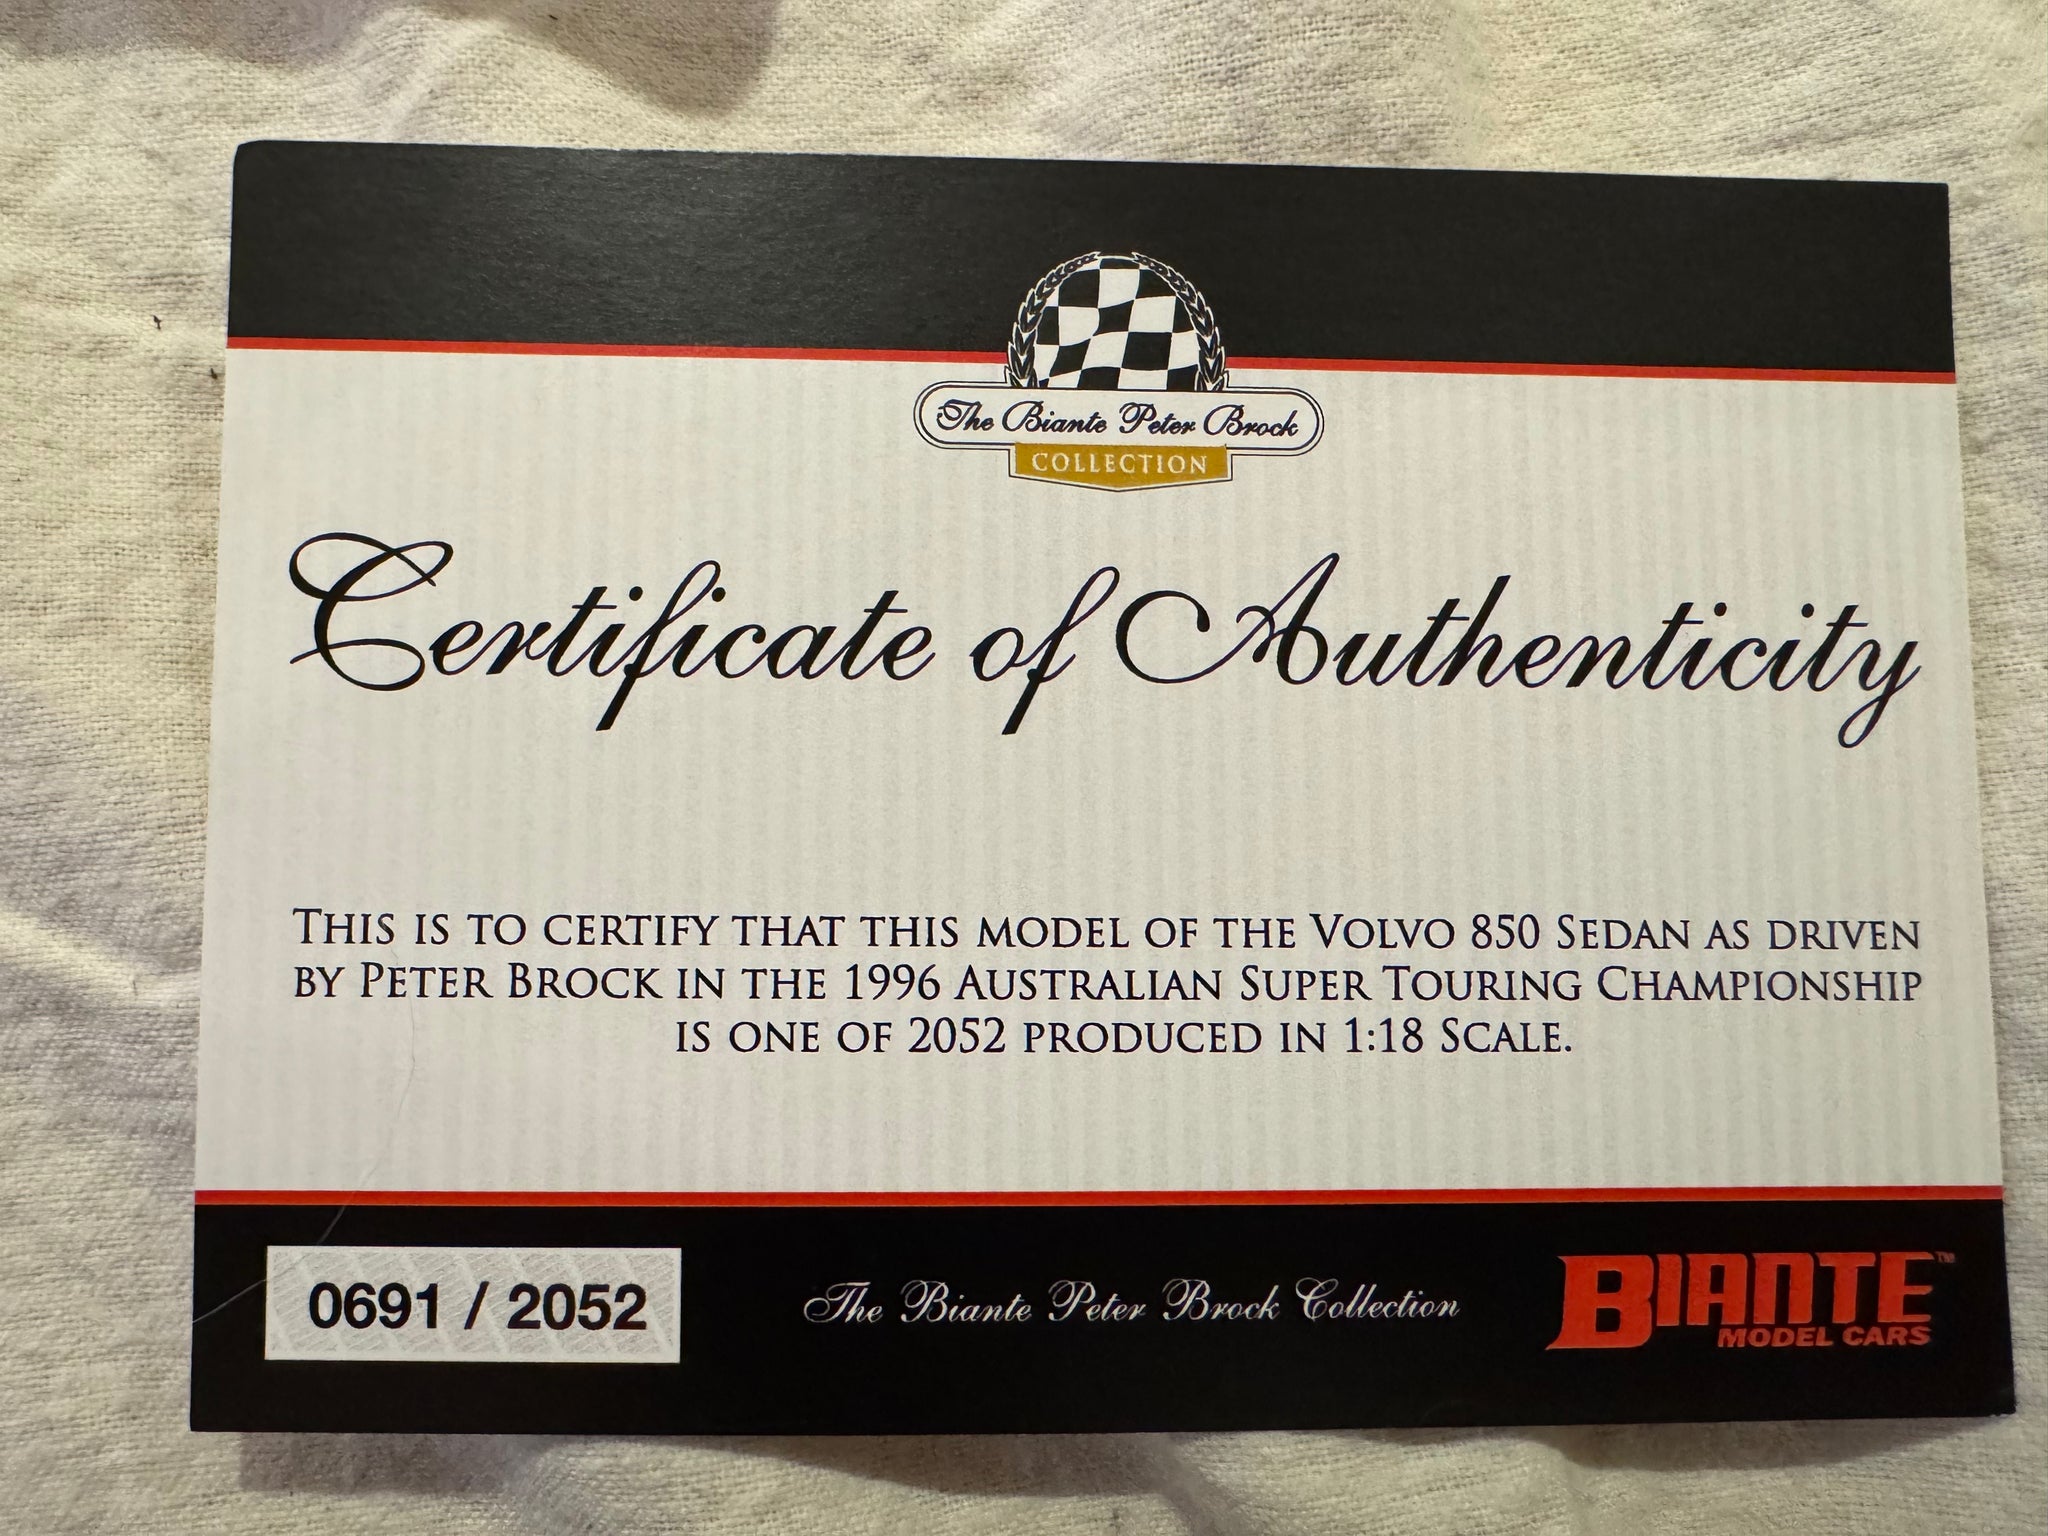 The Biante Peter Brock
COLLECTION
Certificate of Authenticity
THIS IS TO CERTIFY THAT THIS MODEL OF THE VOLVO 850 SEDAN AS DRIVEN
BY PETER BROCK IN THE 1996 AUSTRALIAN SUPER TOURING CHAMPIONSHIP
IS ONE OF 2052 PRODUCED IN 1:18 SCALE.
0691 / 2052
The Biante Peter Brock Collection
BIANTE™
MODEL CARS